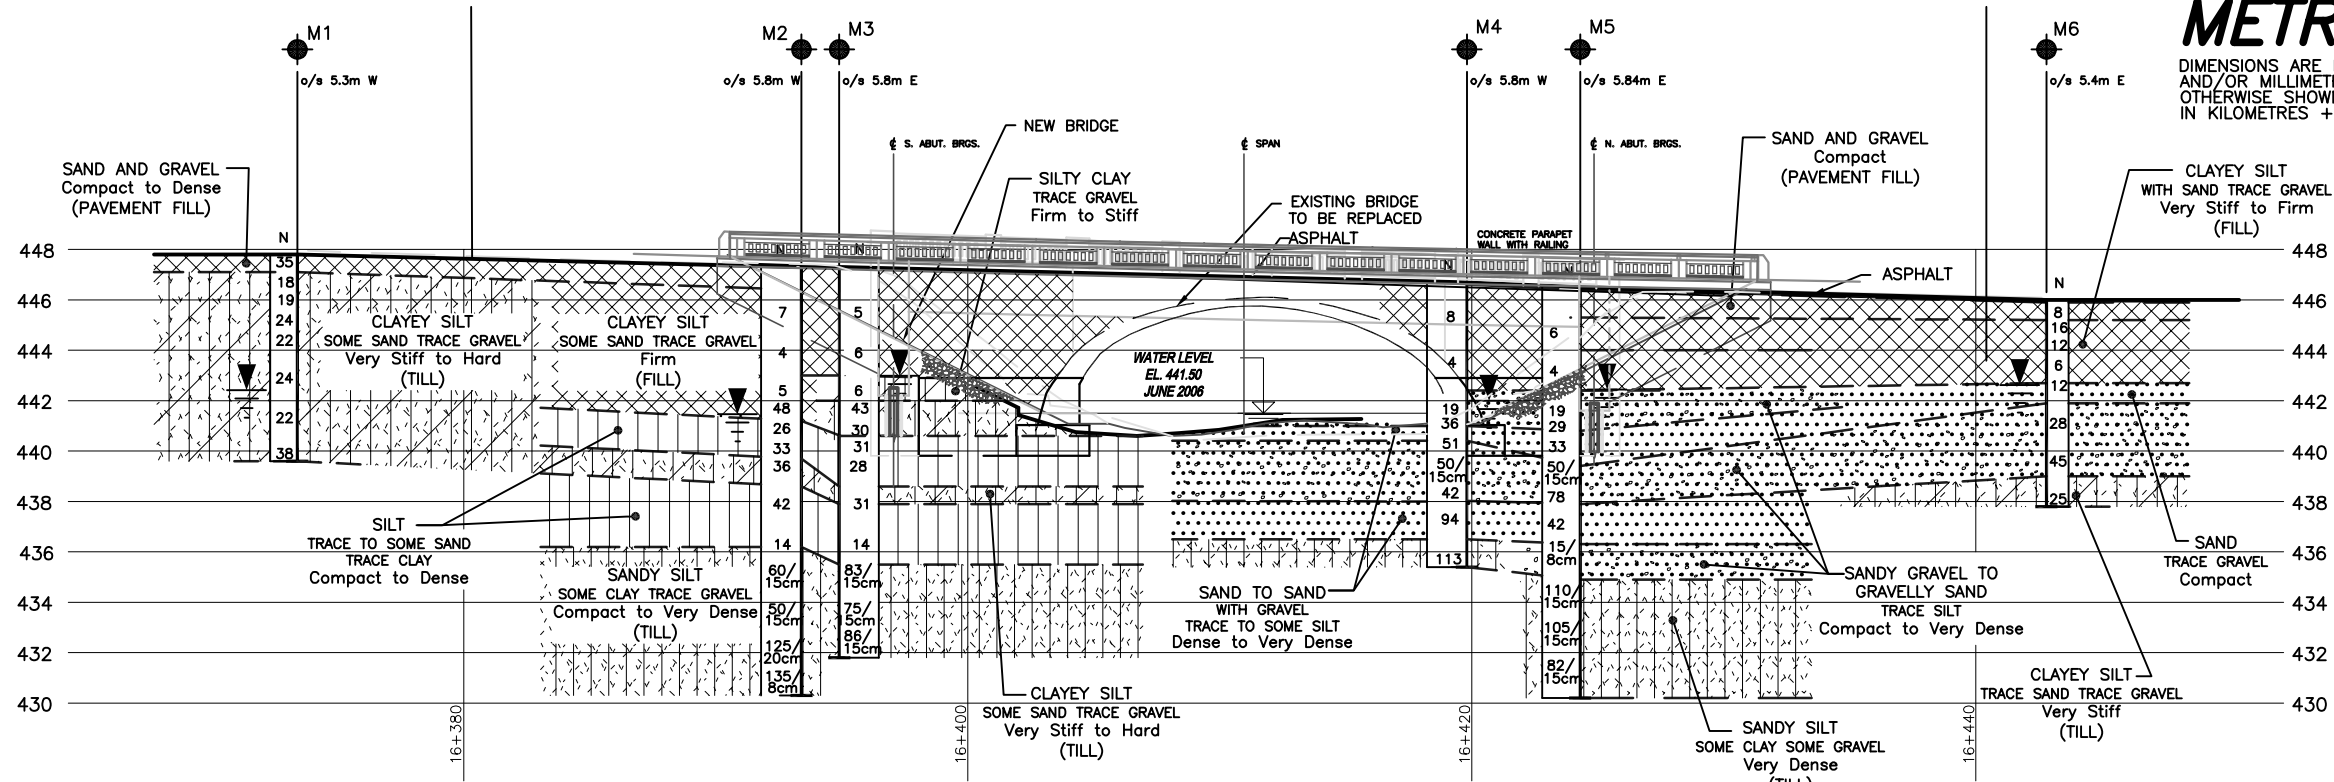 M1
M2
M3
M4
M5
M6
METR
o/s 5.3m W
o/s 5.8m W
o/s 5.8m E
o/s 5.8m W
o/s 5.84m E
o/s 5.4m E
DIMENSIONS ARE
AND/OR MILLIMET
OTHERWISE SHOW
IN KILOMETRES +
NEW BRIDGE
℄ S. ABUT. BRGS.
℄ SPAN
℄ N. ABUT. BRGS.
SAND AND GRAVEL
Compact to Dense
(PAVEMENT FILL)
SILTY CLAY
TRACE GRAVEL
Firm to Stiff
EXISTING BRIDGE
TO BE REPLACED
ASPHALT
CONCRETE PARAPET
WALL WITH RAILING
SAND AND GRAVEL
Compact
(PAVEMENT FILL)
CLAYEY SILT
WITH SAND TRACE GRAVEL
Very Stiff to Firm
(FILL)
ASPHALT
448
446
444
442
440
438
436
434
432
430
N
35
18
19
24
22
24
22
38
CLAYEY SILT
SOME SAND TRACE GRAVEL
Very Stiff to Hard
(TILL)
CLAYEY SILT
SOME SAND TRACE GRAVEL
Firm
(FILL)
SILT
TRACE TO SOME SAND
TRACE CLAY
Compact to Dense
SANDY SILT
SOME CLAY TRACE GRAVEL
Compact to Very Dense
(TILL)
N
7
4
5
48
26
33
36
42
14
60/
15cm
50/
15cm
125/
20cm
135/
8cm
N
5
6
6
43
30
31
28
31
14
83/
15cm
75/
15cm
86/
15cm
WATER LEVEL
EL. 441.50
JUNE 2006
CLAYEY SILT
SOME SAND TRACE GRAVEL
Very Stiff to Hard
(TILL)
SAND TO SAND
WITH GRAVEL
TRACE TO SOME SILT
Dense to Very Dense
N
8
4
19
36
51
50/
15cm
42
94
113
N
6
4
19
29
33
50/
15cm
78
42
15/
8cm
110/
15cm
105/
15cm
82/
15cm
SANDY GRAVEL TO
GRAVELLY SAND
TRACE SILT
Compact to Very Dense
SANDY SILT
SOME CLAY SOME GRAVEL
Very Dense
(TILL)
N
8
16
12
6
12
28
45
25
SAND
TRACE GRAVEL
Compact
CLAYEY SILT
TRACE SAND TRACE GRAVEL
Very Stiff
(TILL)
448
446
444
442
440
438
436
434
432
430
16+380
16+400
16+420
16+440